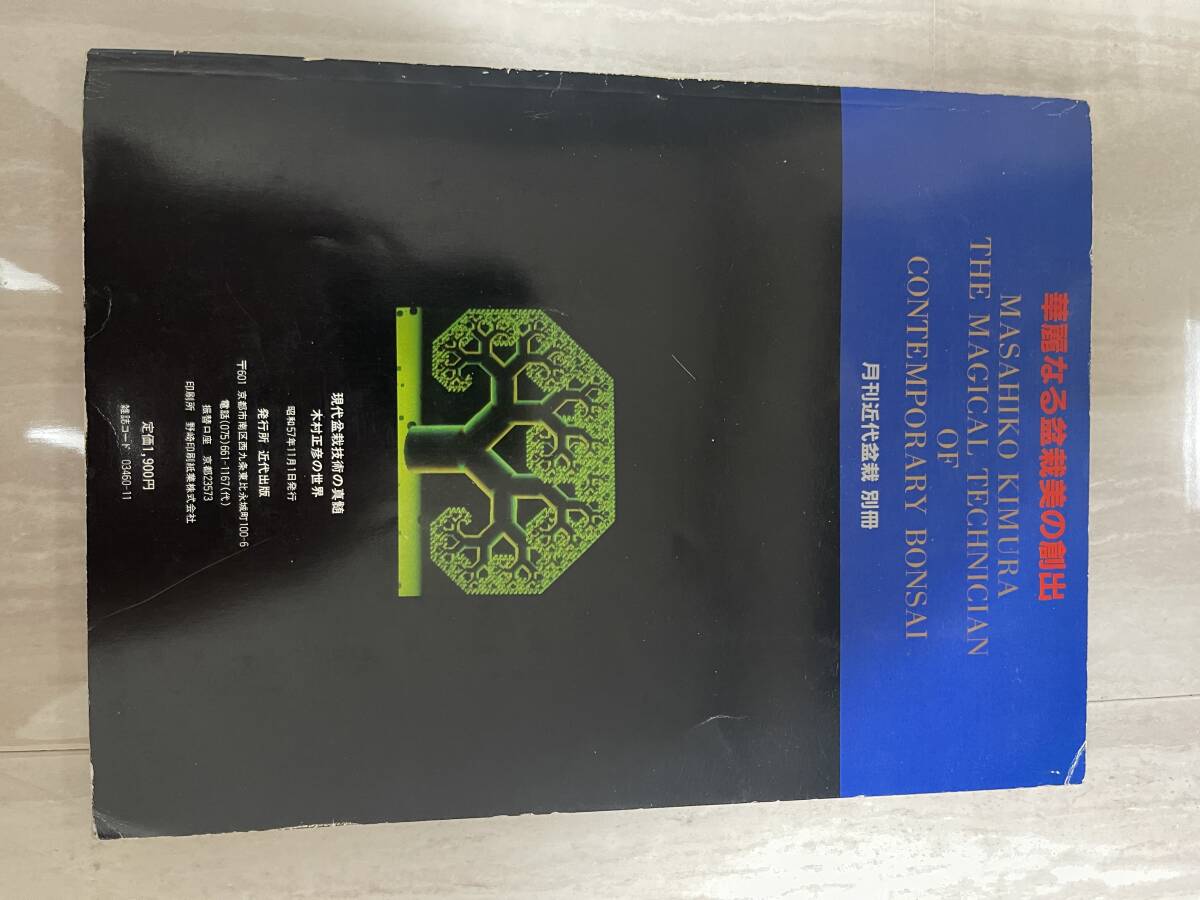 華麗なる盆栽美の創出
MASAHIKO KIMURA
THE MAGICAL TECHNICIAN
OF
CONTEMPORARY BONSAI
月刊近代盆栽 別冊
現代盆栽技術の真髄
木村正彦の世界
昭和57年11月1日発行
発行所 近代出版
〒601 京都市南区西九条東比永城町100-6
電話(075)661-1167(代)
振替口座 京都23573
印刷所 野崎印刷紙業株式会社
定価1,900円
雑誌コード 03460-11